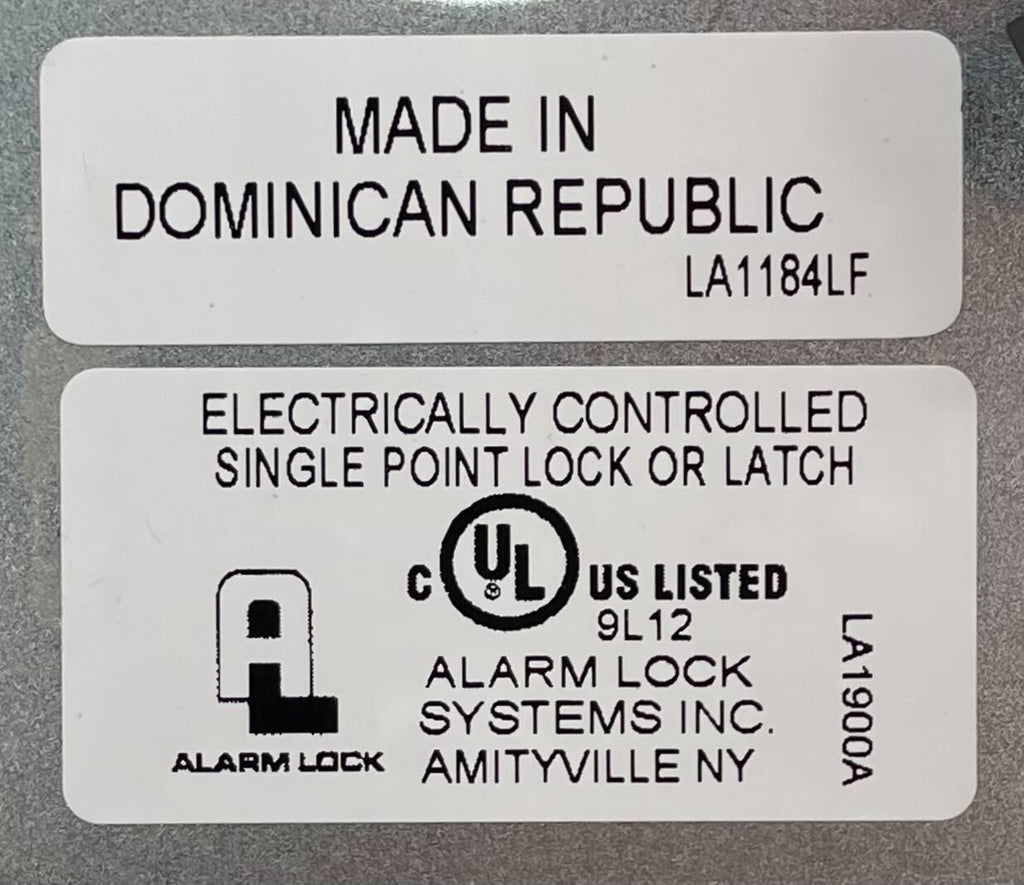 MADE IN
DOMINICAN REPUBLIC
LA1184LF
ELECTRICALLY CONTROLLED
SINGLE POINT LOCK OR LATCH
C UL US LISTED
9L12
AL
ALARM LOCK
ALARM LOCK
SYSTEMS INC.
AMITYVILLE NY
LA1900A